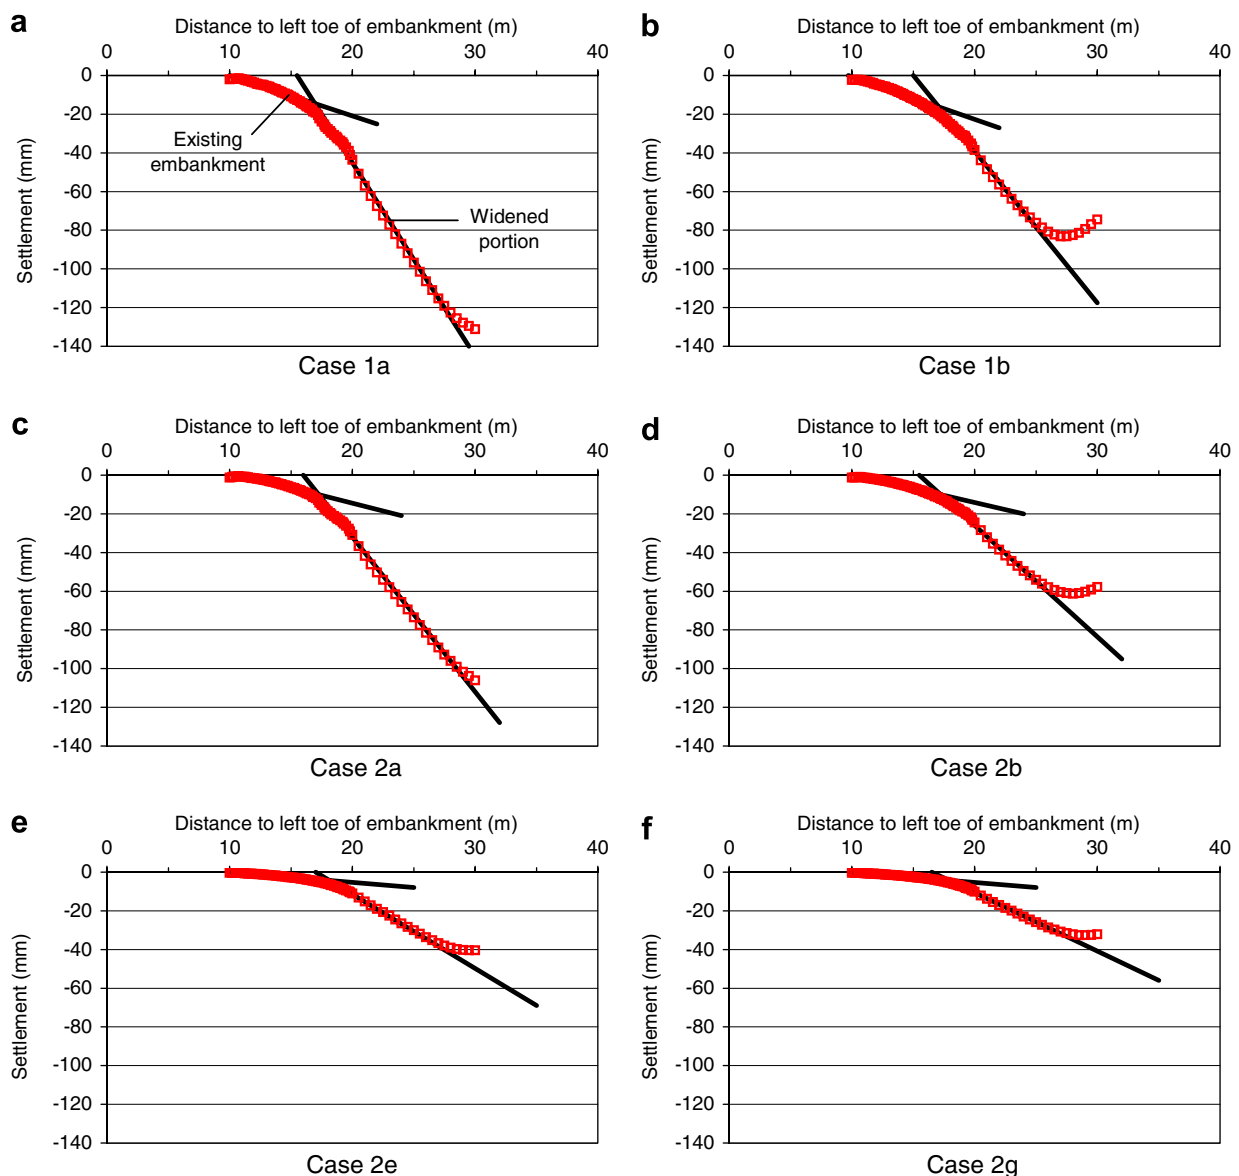 a
Distance to left toe of embankment (m)
0 10 20 30 40
0
-20
-40
-60
-80
-100
-120
-140
Settlement (mm)
Existing
embankment
Widened
portion
Case 1a
b
Distance to left toe of embankment (m)
0 10 20 30 40
0
-20
-40
-60
-80
-100
-120
-140
Settlement (mm)
Case 1b
c
Distance to left toe of embankment (m)
0 10 20 30 40
0
-20
-40
-60
-80
-100
-120
-140
Settlement (mm)
Case 2a
d
Distance to left toe of embankment (m)
0 10 20 30 40
0
-20
-40
-60
-80
-100
-120
-140
Settlement (mm)
Case 2b
e
Distance to left toe of embankment (m)
0 10 20 30 40
0
-20
-40
-60
-80
-100
-120
-140
Settlement (mm)
Case 2e
f
Distance to left toe of embankment (m)
0 10 20 30 40
0
-20
-40
-60
-80
-100
-120
-140
Settlement (mm)
Case 2g